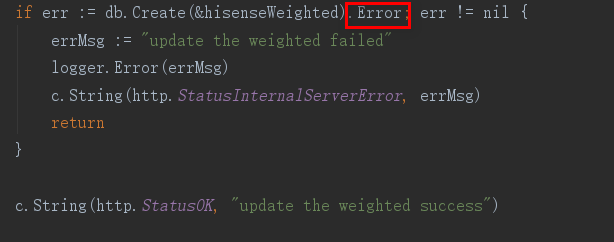 if err := db.Create(&hisenseWeighted).Error; err != nil {
errMsg := "update the weighted failed"
logger.Error(errMsg)
c.String(http.StatusInternalServerError, errMsg)
return
}
c.String(http.StatusOK, "update the weighted success")